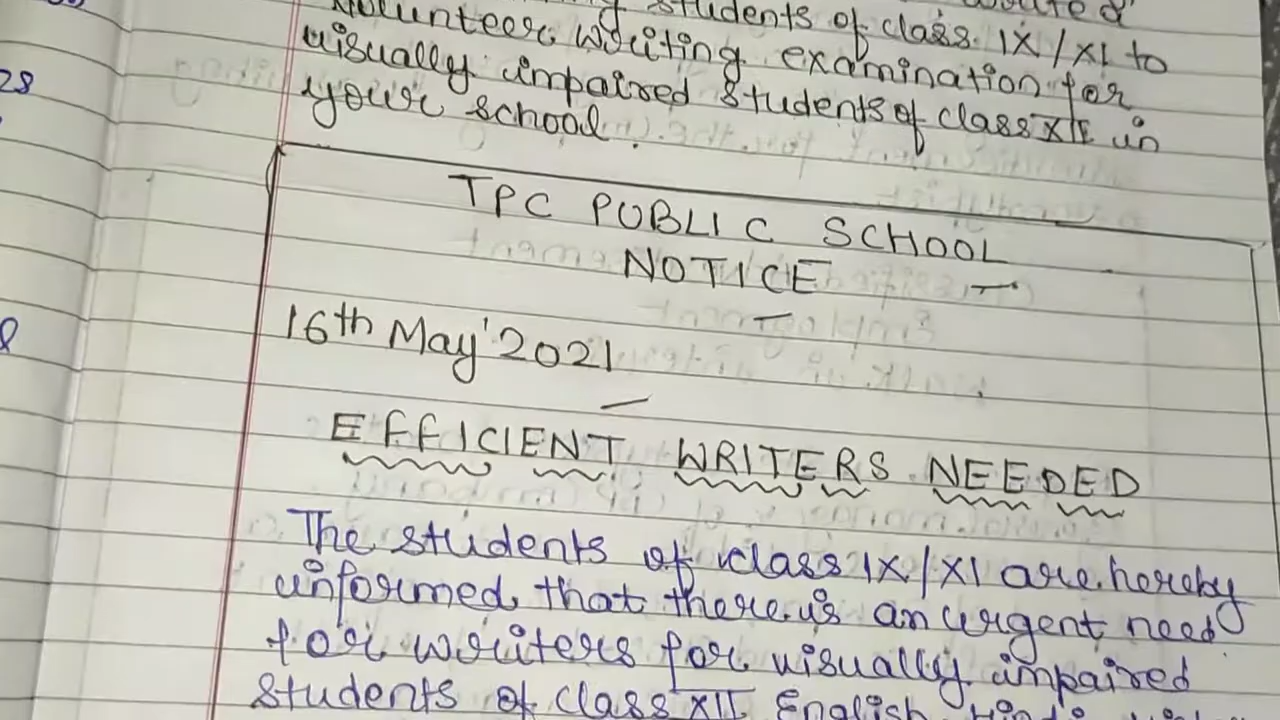 students of class IX/XI to
Volunteer writing examination for
visually impaired students of class XII in
your school.
28
TPC PUBLIC SCHOOL
NOTICE
16th May'2021
EFFICIENT WRITERS NEEDED
The students of class IX/XI are hereby
informed that there is an urgent need
for writers for visually impaired
students of class XII English